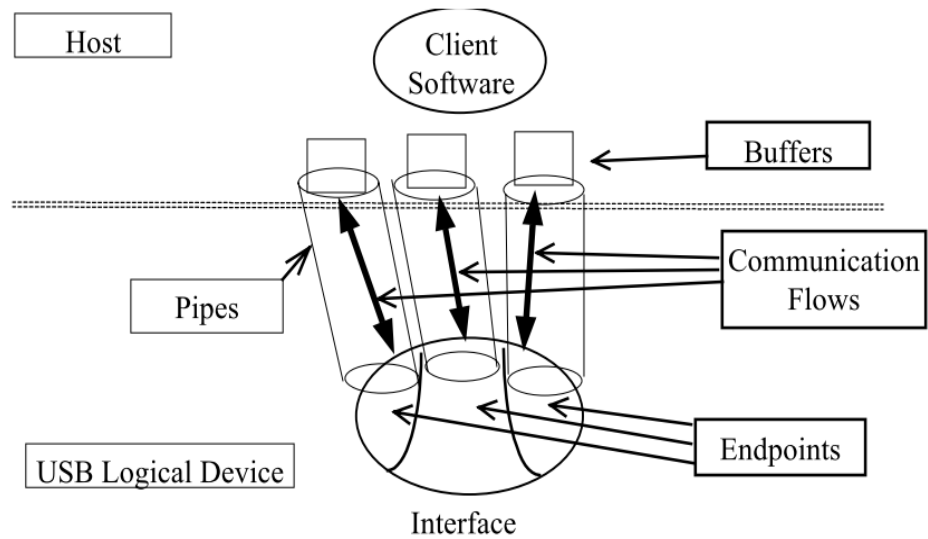 Host
Client
Software
Buffers
Communication
Flows
Pipes
Endpoints
USB Logical Device
Interface